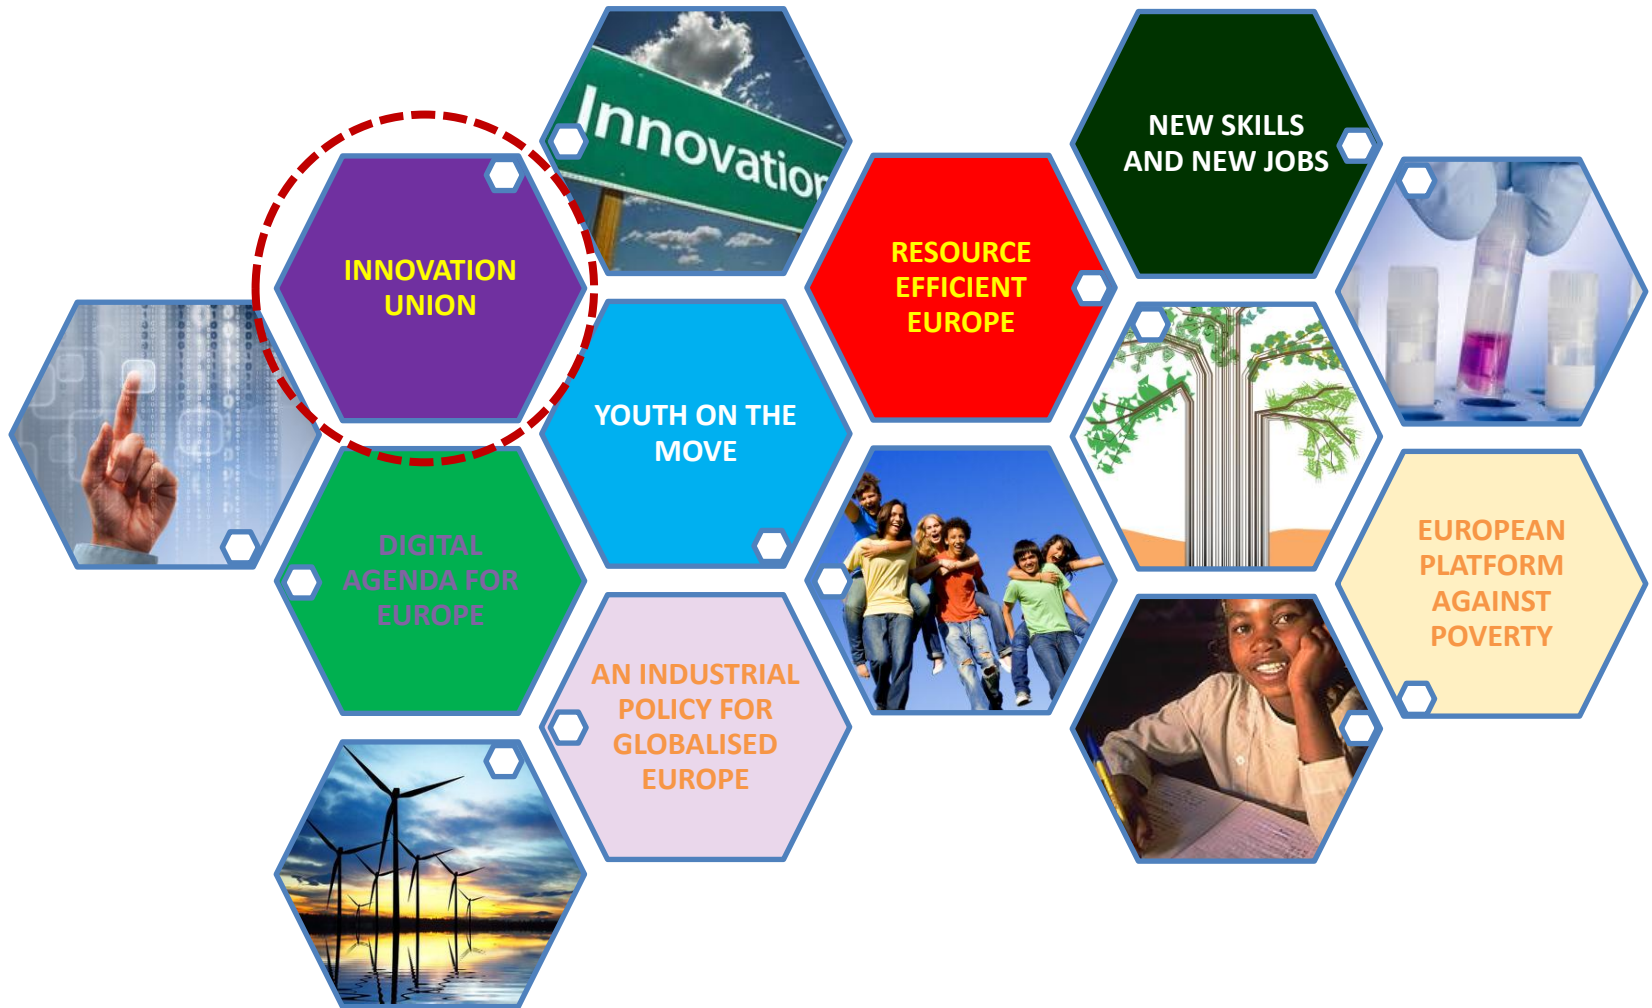 Innovation
NEW SKILLS
AND NEW JOBS
INNOVATION
UNION
RESOURCE
EFFICIENT
EUROPE
YOUTH ON THE
MOVE
DIGITAL
AGENDA FOR
EUROPE
EUROPEAN
PLATFORM
AGAINST
POVERTY
AN INDUSTRIAL
POLICY FOR
GLOBALISED
EUROPE